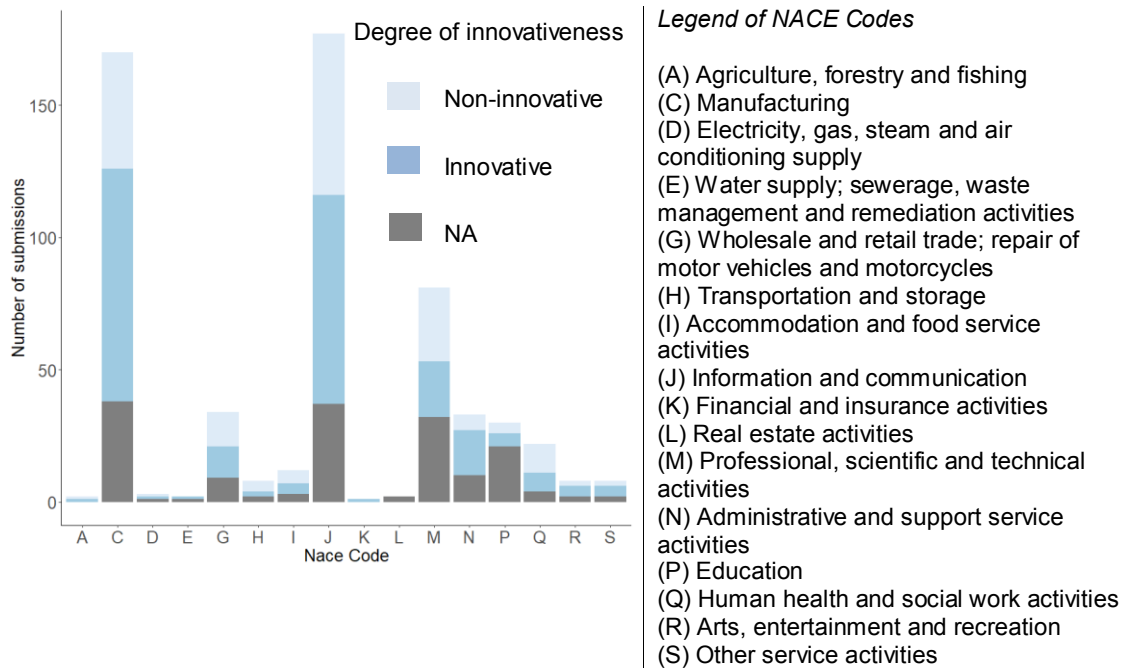 Degree of innovativeness
Non-innovative
Innovative
NA
Number of submissions
150
100
50
0
A C D E G H I J K L M N P Q R S
Nace Code
Legend of NACE Codes
(A) Agriculture, forestry and fishing
(C) Manufacturing
(D) Electricity, gas, steam and air
conditioning supply
(E) Water supply; sewerage, waste
management and remediation activities
(G) Wholesale and retail trade; repair of
motor vehicles and motorcycles
(H) Transportation and storage
(I) Accommodation and food service
activities
(J) Information and communication
(K) Financial and insurance activities
(L) Real estate activities
(M) Professional, scientific and technical
activities
(N) Administrative and support service
activities
(P) Education
(Q) Human health and social work activities
(R) Arts, entertainment and recreation
(S) Other service activities